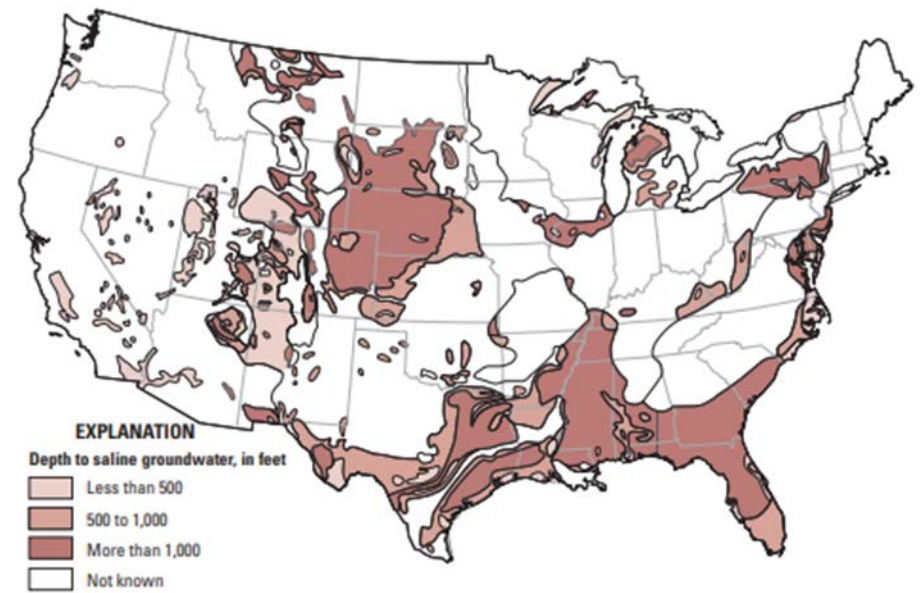 EXPLANATION
Depth to saline groundwater, in feet
Less than 500
500 to 1,000
More than 1,000
Not known